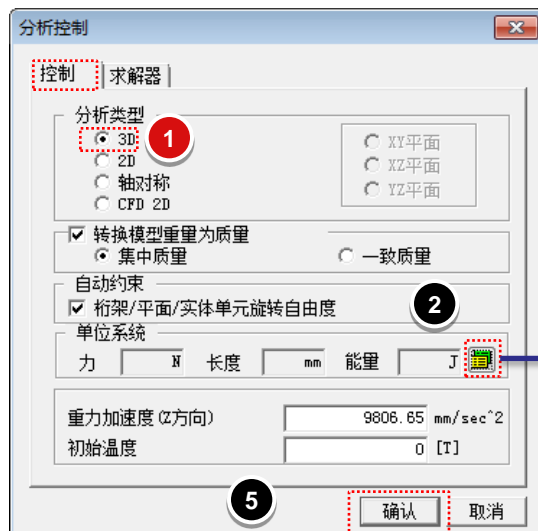 分析控制
控制 求解器
分析类型
3D 1
2D
轴对称
CFD 2D
XY平面
XZ平面
YZ平面
转换模型重量为质量
集中质量 一致质量
自动约束
桁架/平面/实体单元旋转自由度 2
单位系统
力 N 长度 mm 能量 J
重力加速度(Z方向) 9806.65 mm/sec^2
初始温度 0 [T]
5 确认 取消